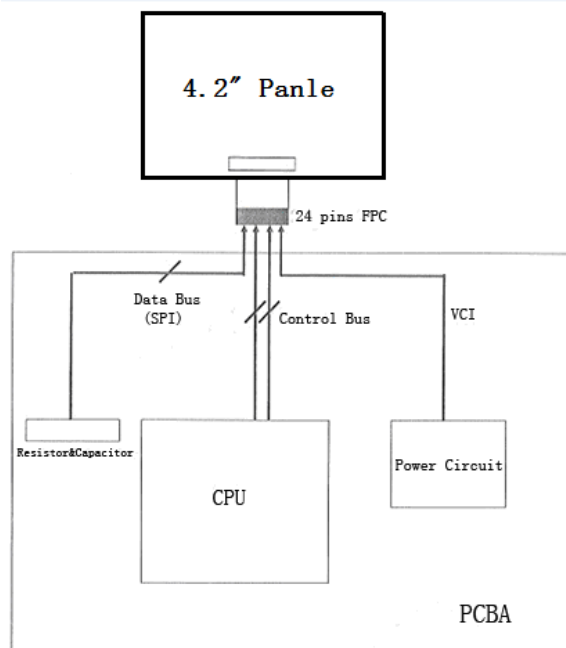 4.2" Panle
24 pins FPC
Data Bus
(SPI)
Control Bus
VCI
Resistor&Capacitor
CPU
Power Circuit
PCBA